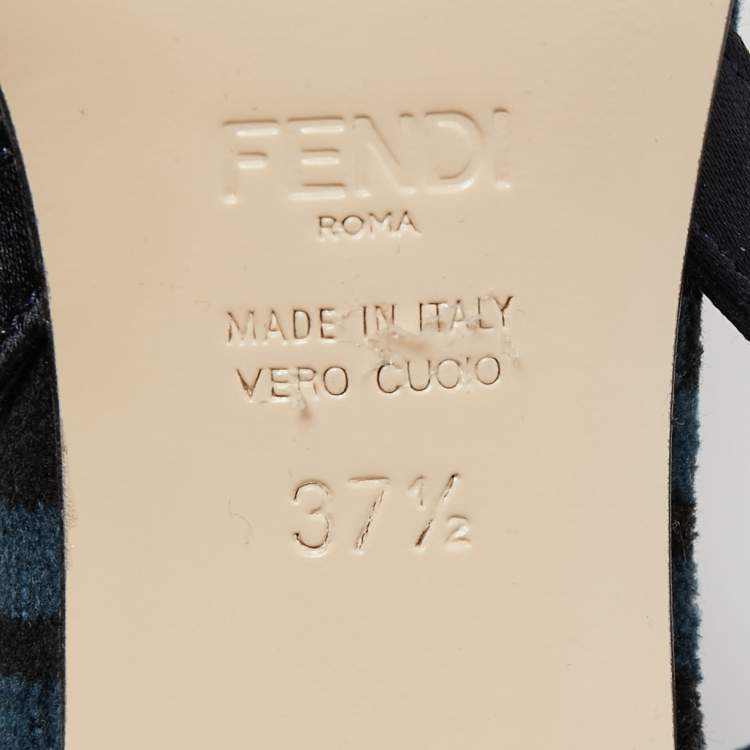 FENDI
ROMA
MADE IN ITALY
VERO CUOIO
37½